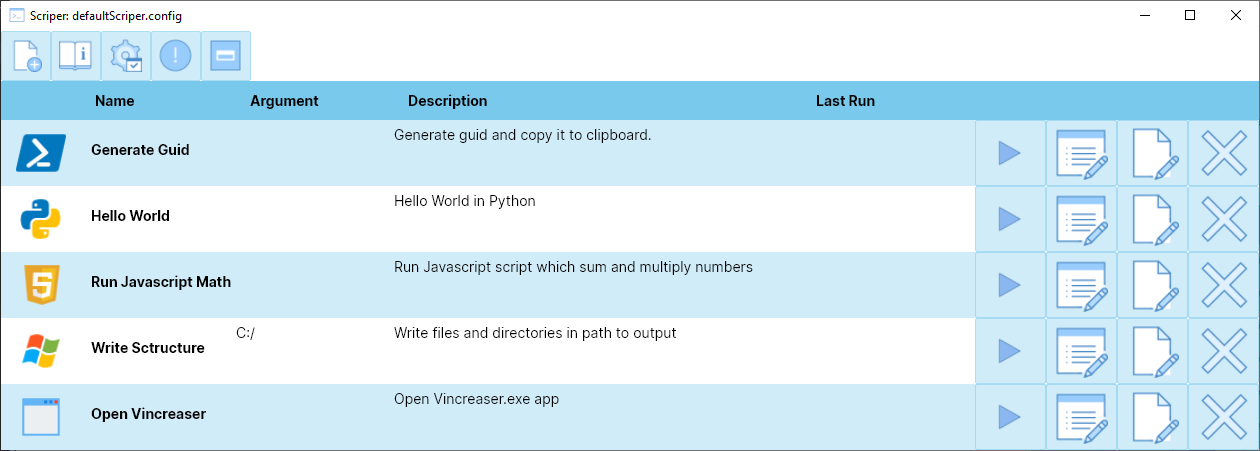 Scriper: defaultScriper.config
Name Argument Description Last Run
Generate Guid Generate guid and copy it to clipboard.
Hello World Hello World in Python
Run Javascript Math Run Javascript script which sum and multiply numbers
Write Sctructure C:/ Write files and directories in path to output
Open Vincreaser Open Vincreaser.exe app